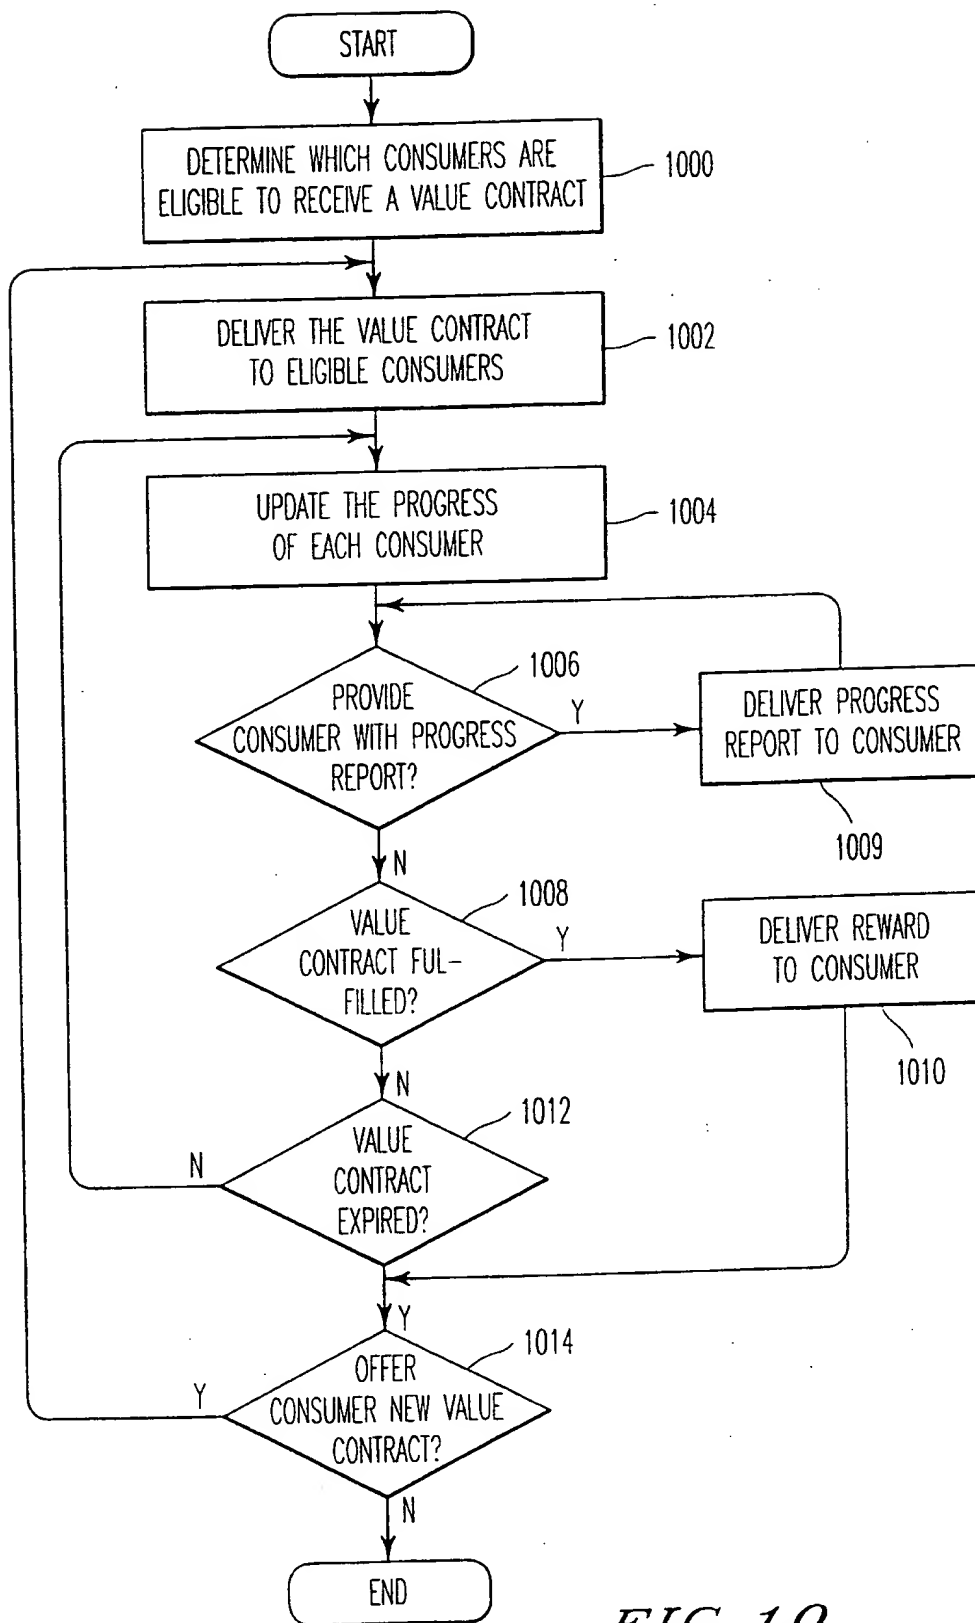 START
DETERMINE WHICH CONSUMERS ARE
ELIGIBLE TO RECEIVE A VALUE CONTRACT
1000
DELIVER THE VALUE CONTRACT
TO ELIGIBLE CONSUMERS
1002
UPDATE THE PROGRESS
OF EACH CONSUMER
1004
PROVIDE
CONSUMER WITH PROGRESS
REPORT?
1006
Y
DELIVER PROGRESS
REPORT TO CONSUMER
1009
N
VALUE
CONTRACT FUL-
FILLED?
1008
Y
DELIVER REWARD
TO CONSUMER
1010
N
VALUE
CONTRACT
EXPIRED?
1012
N
Y
OFFER
CONSUMER NEW VALUE
CONTRACT?
1014
Y
N
END
FIG. 10